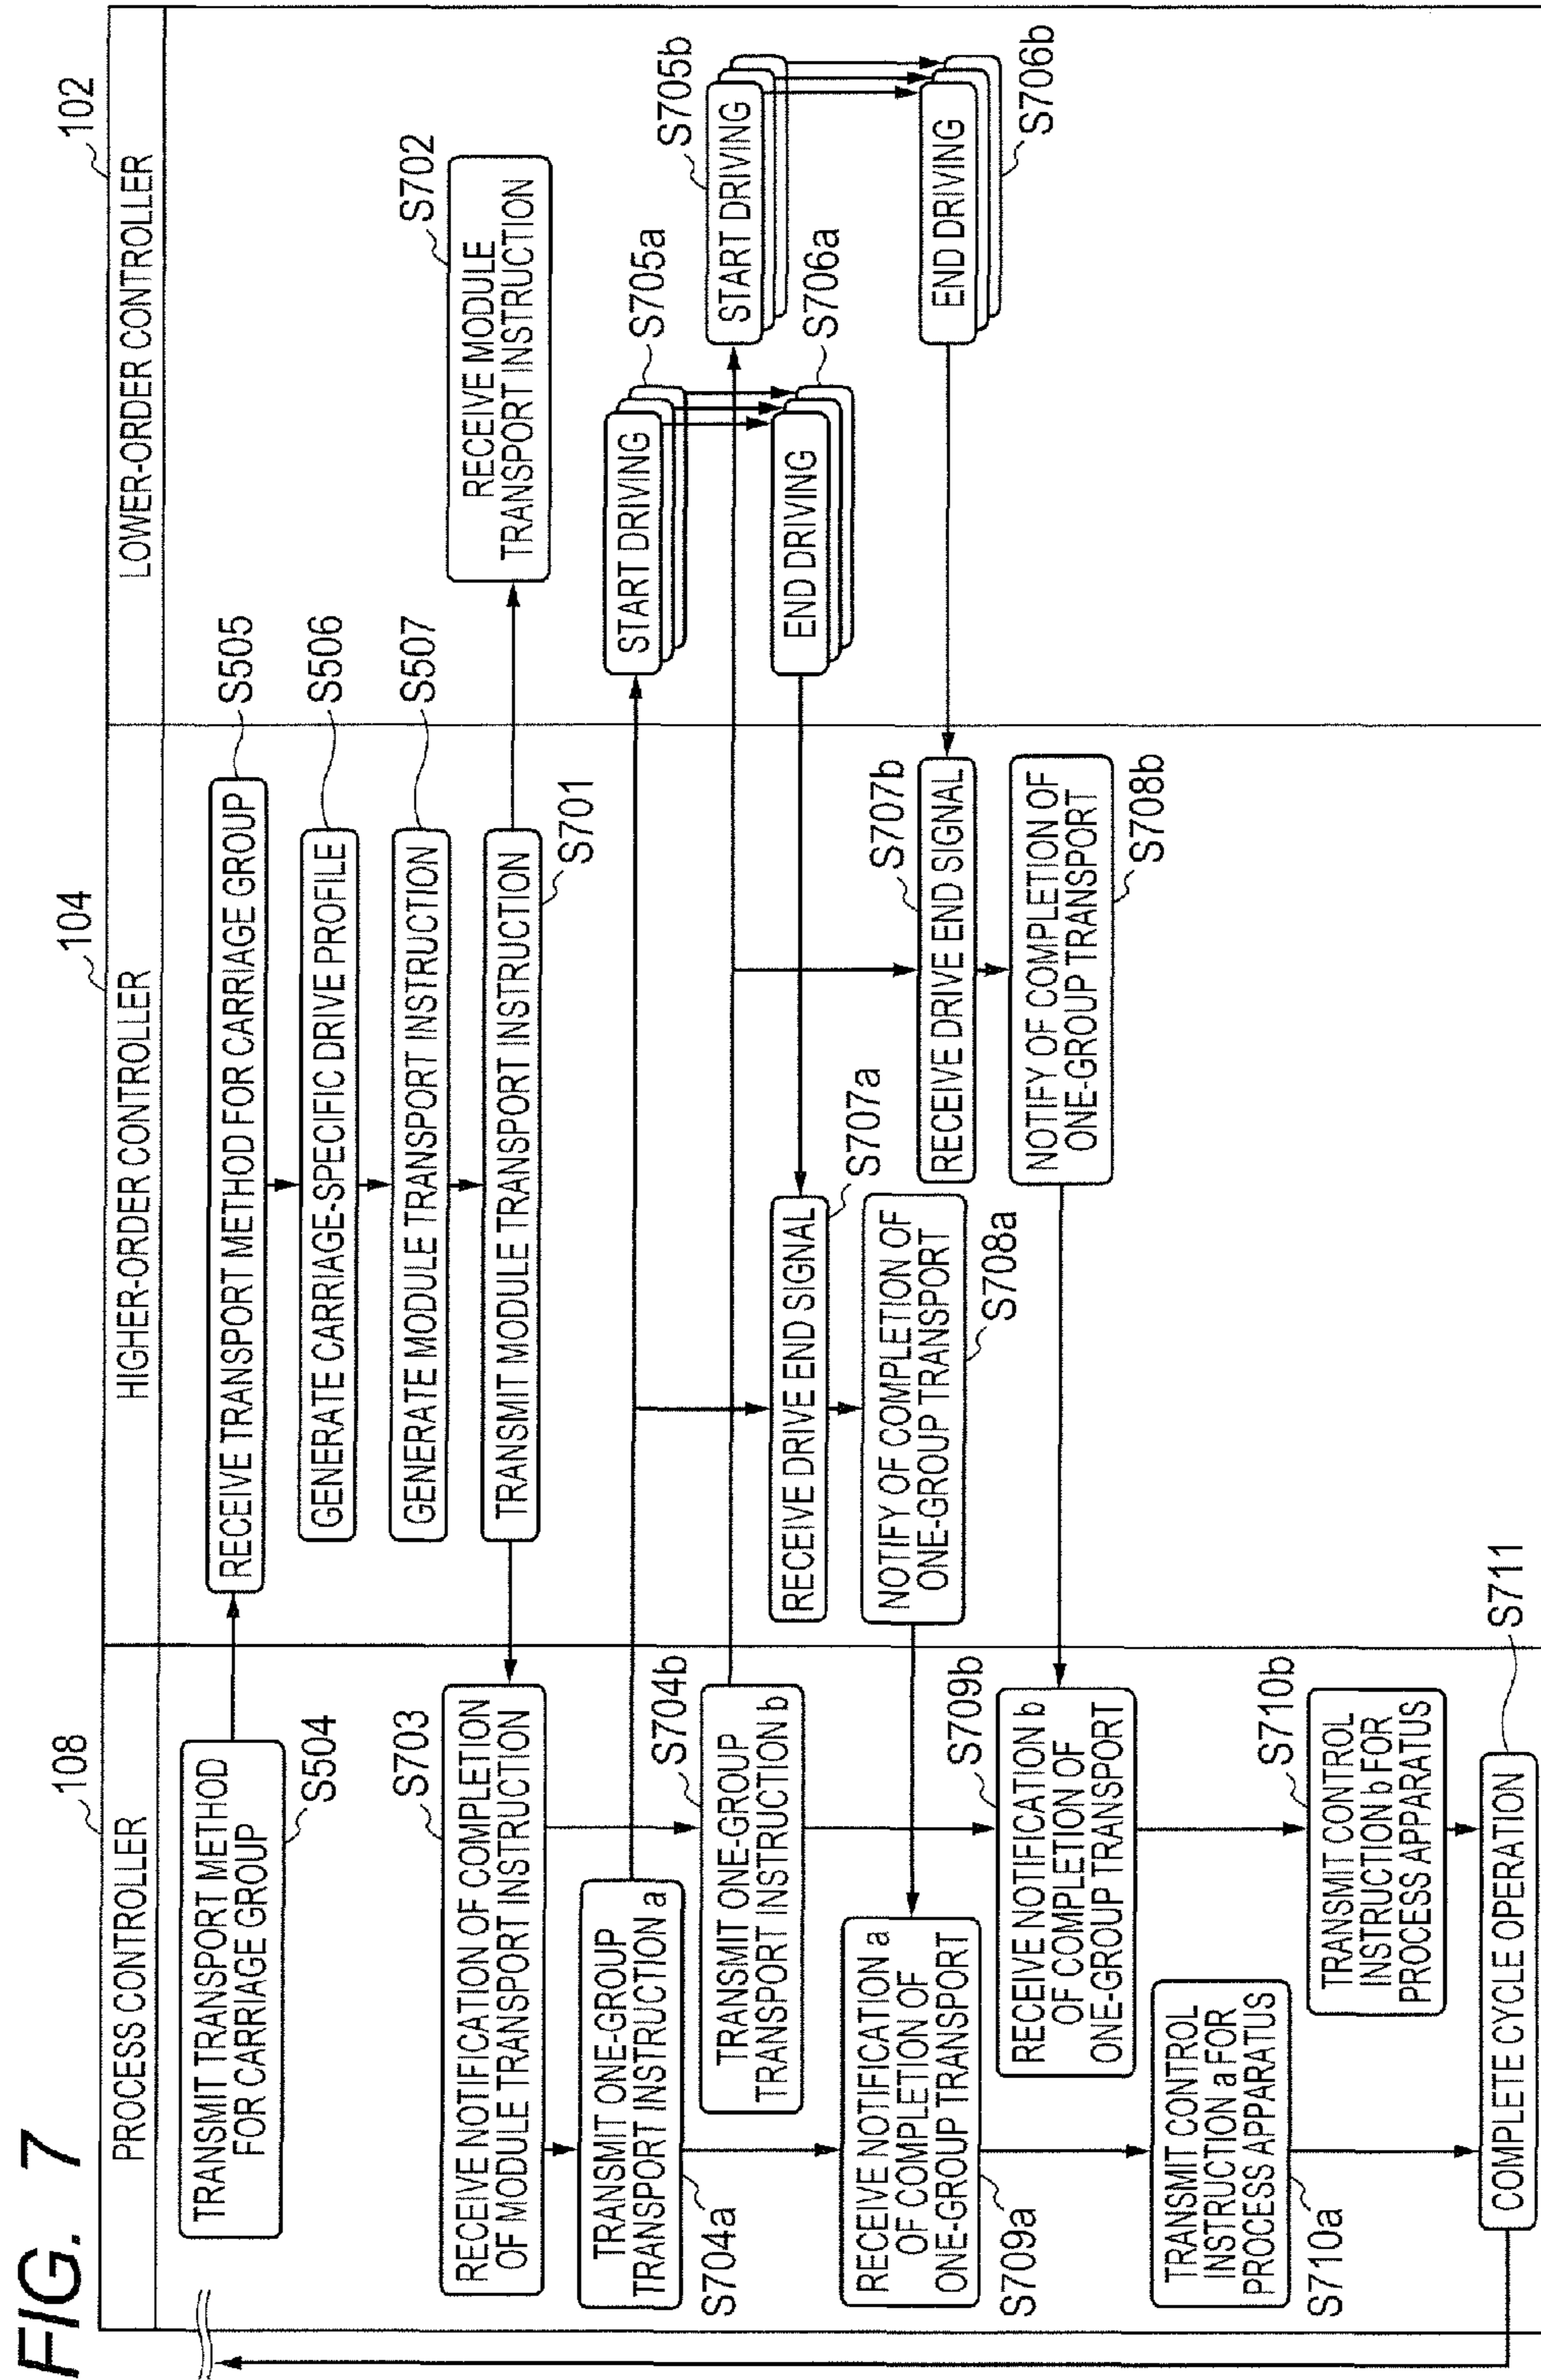 FIG. 7
108
PROCESS CONTROLLER
104
HIGHER-ORDER CONTROLLER
102
LOWER-ORDER CONTROLLER
TRANSMIT TRANSPORT METHOD
FOR CARRIAGE GROUP
S504
RECEIVE TRANSPORT METHOD FOR CARRIAGE GROUP
S505
GENERATE CARRIAGE-SPECIFIC DRIVE PROFILE
S506
GENERATE MODULE TRANSPORT INSTRUCTION
S507
TRANSMIT MODULE TRANSPORT INSTRUCTION
S701
RECEIVE MODULE
TRANSPORT INSTRUCTION
S702
S703
RECEIVE NOTIFICATION OF COMPLETION
OF MODULE TRANSPORT INSTRUCTION
TRANSMIT ONE-GROUP
TRANSPORT INSTRUCTION a
S704a
S704b
TRANSMIT ONE-GROUP
TRANSPORT INSTRUCTION b
START DRIVING
S705a
START DRIVING
S705b
END DRIVING
S706a
END DRIVING
S706b
RECEIVE DRIVE END SIGNAL
S707a
RECEIVE DRIVE END SIGNAL
S707b
NOTIFY OF COMPLETION OF
ONE-GROUP TRANSPORT
S708a
NOTIFY OF COMPLETION OF
ONE-GROUP TRANSPORT
S708b
RECEIVE NOTIFICATION a
OF COMPLETION OF
ONE-GROUP TRANSPORT
S709a
S709b
RECEIVE NOTIFICATION b
OF COMPLETION OF
ONE-GROUP TRANSPORT
TRANSMIT CONTROL
INSTRUCTION a FOR
PROCESS APPARATUS
S710a
S710b
TRANSMIT CONTROL
INSTRUCTION b FOR
PROCESS APPARATUS
COMPLETE CYCLE OPERATION
S711